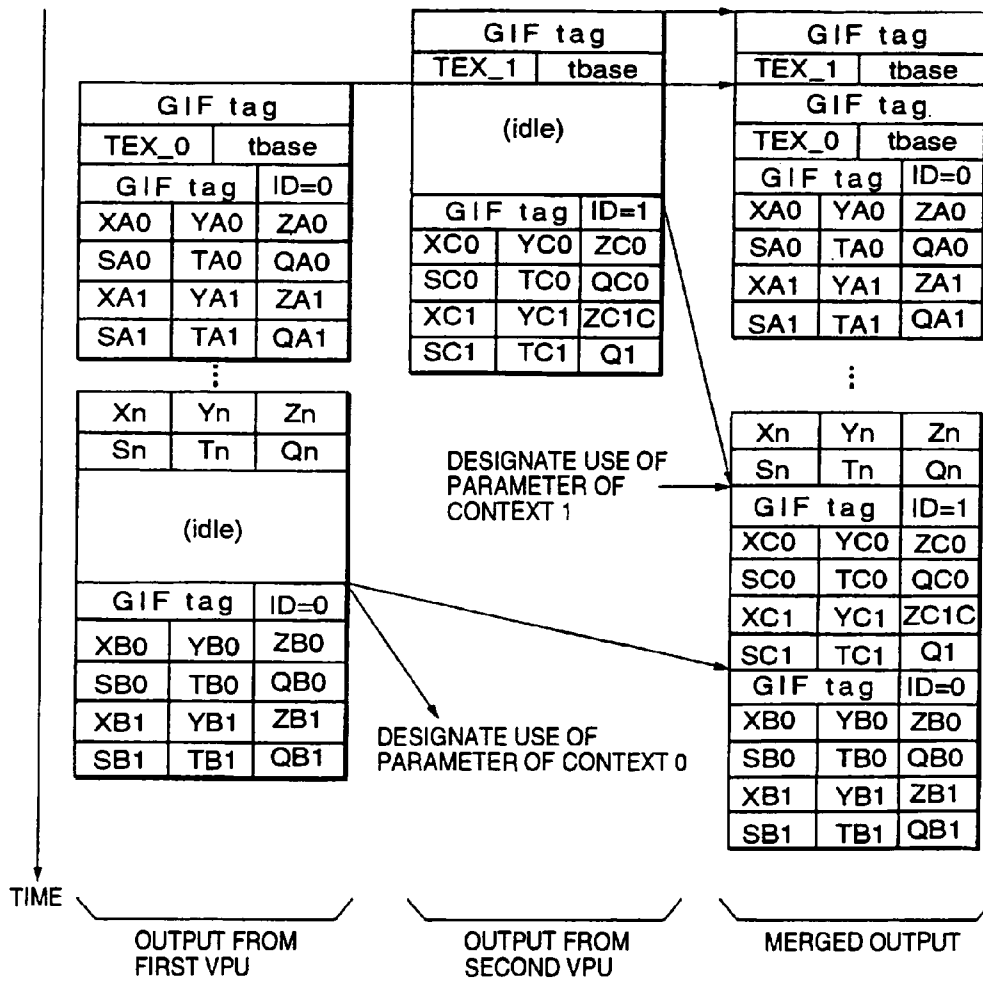 GIF tag
TEX_0 tbase
GIF tag ID=0
XA0 YA0 ZA0
SA0 TA0 QA0
XA1 YA1 ZA1
SA1 TA1 QA1
Xn Yn Zn
Sn Tn Qn
(idle)
GIF tag ID=0
XB0 YB0 ZB0
SB0 TB0 QB0
XB1 YB1 ZB1
SB1 TB1 QB1
TIME
OUTPUT FROM
FIRST VPU
GIF tag
TEX_1 tbase
(idle)
GIF tag ID=1
XC0 YC0 ZC0
SC0 TC0 QC0
XC1 YC1 ZC1C
SC1 TC1 Q1
DESIGNATE USE OF
PARAMETER OF
CONTEXT 1
DESIGNATE USE OF
PARAMETER OF CONTEXT 0
OUTPUT FROM
SECOND VPU
GIF tag
TEX_1 tbase
GIF tag
TEX_0 tbase
GIF tag ID=0
XA0 YA0 ZA0
SA0 TA0 QA0
XA1 YA1 ZA1
SA1 TA1 QA1
Xn Yn Zn
Sn Tn Qn
GIF tag ID=1
XC0 YC0 ZC0
SC0 TC0 QC0
XC1 YC1 ZC1C
SC1 TC1 Q1
GIF tag ID=0
XB0 YB0 ZB0
SB0 TB0 QB0
XB1 YB1 ZB1
SB1 TB1 QB1
MERGED OUTPUT